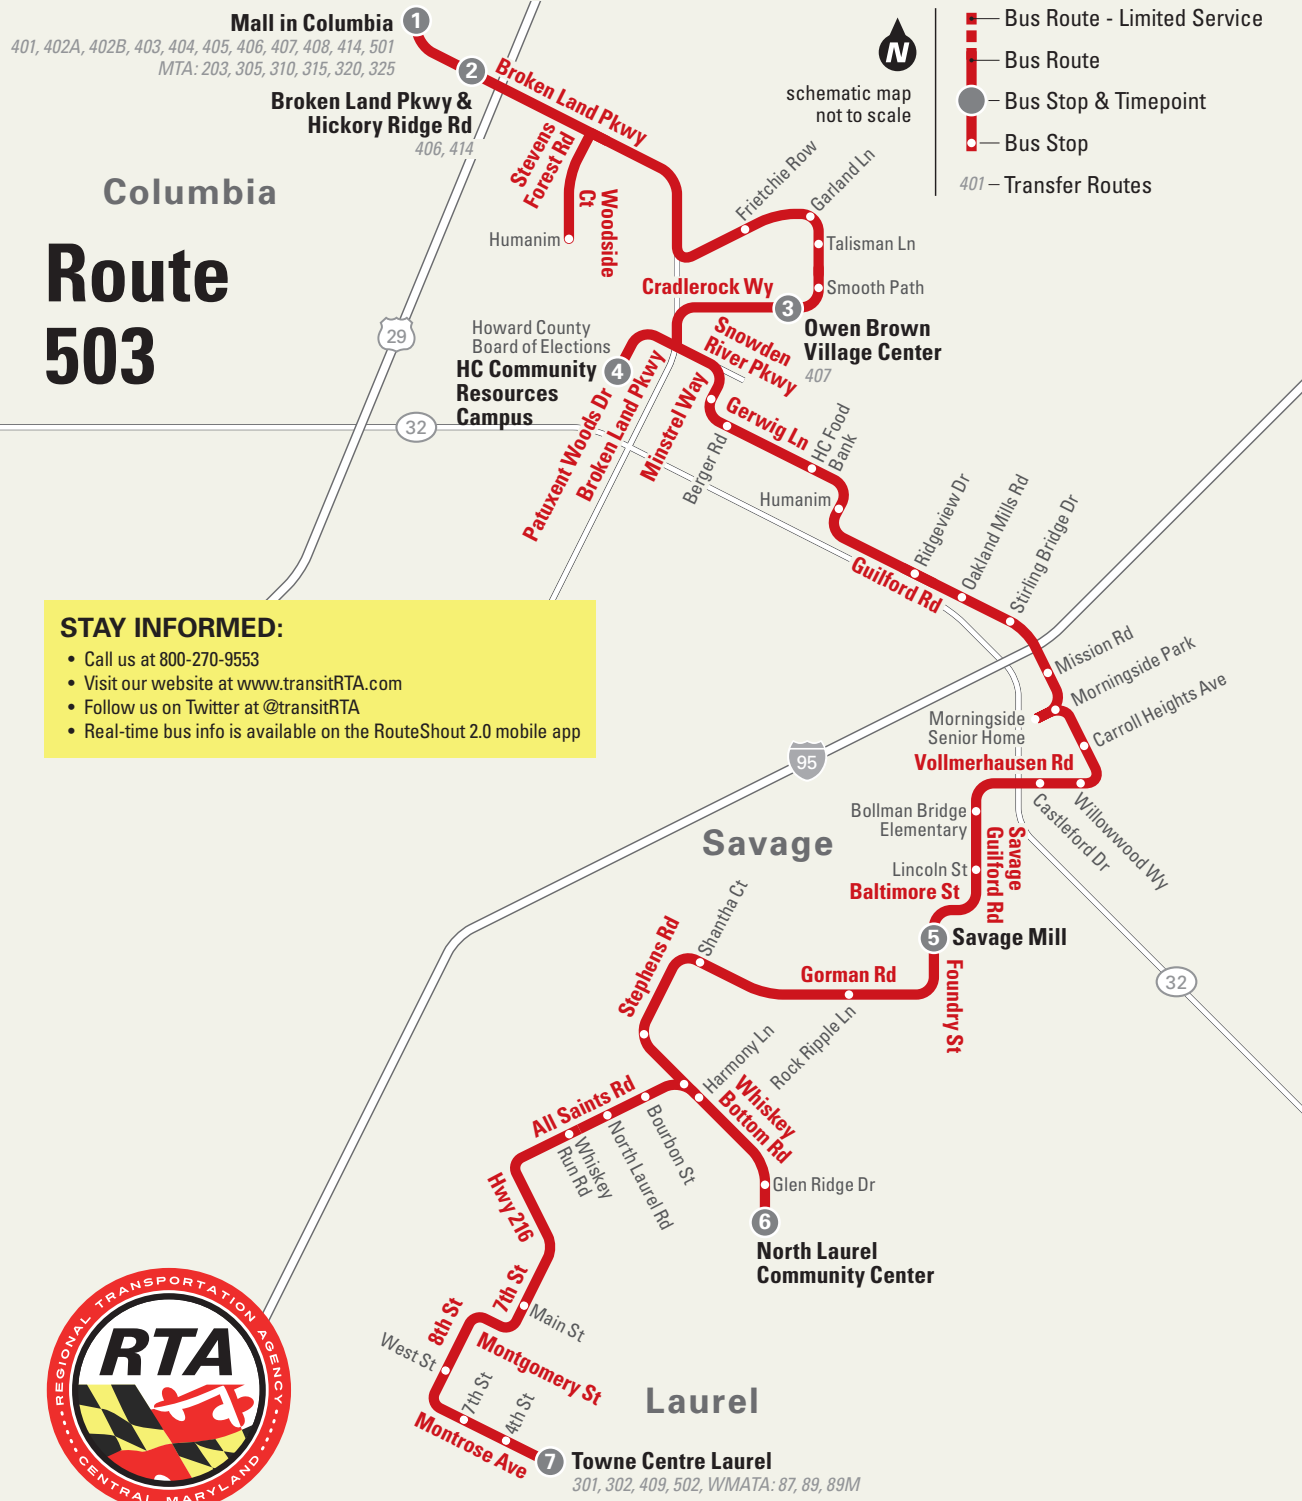 Mall in Columbia
1
401, 402A, 402B, 403, 404, 405, 406, 407, 408, 414, 501
MTA: 203, 305, 310, 315, 320, 325
2
Broken Land Pkwy &
Hickory Ridge Rd
406, 414
Broken Land Pkwy
N
schematic map
not to scale
Bus Route - Limited Service
Bus Route
Bus Stop & Timepoint
Bus Stop
401
Transfer Routes
Columbia
Route
503
Stevens
Forest Rd
Woodside
Ct
Humanim
Frietchie Row
Garland Ln
Talisman Ln
Smooth Path
Cradlerock Wy
3
Owen Brown
Village Center
407
29
Howard County
Board of Elections
HC Community
Resources
Campus
4
Snowden
River Pkwy
32
Patuxent Woods Dr
Broken Land Pkwy
Minstrel Way
Gerwig Ln
Berger Rd
HC Food
Bank
Humanim
Guilford Rd
Ridgeview Dr
Oakland Mills Rd
Stirling Bridge Dr
STAY INFORMED:
• Call us at 800-270-9553
• Visit our website at www.transitRTA.com
• Follow us on Twitter at @transitRTA
• Real-time bus info is available on the RouteShout 2.0 mobile app
Mission Rd
Morningside Park
Morningside
Senior Home
Carroll Heights Ave
95
Vollmerhausen Rd
Castleford Dr
Willowwood Wy
Bollman Bridge
Elementary
Savage
Savage
Guilford Rd
Lincoln St
Baltimore St
5
Savage Mill
32
Foundry St
Gorman Rd
Rock Ripple Ln
Shantha Ct
Stephens Rd
Harmony Ln
Whiskey
Bottom Rd
All Saints Rd
Bourbon St
North Laurel Rd
Whiskey
Run Rd
Glen Ridge Dr
6
North Laurel
Community Center
Hwy 216
7th St
Main St
8th St
Montgomery St
West St
7th St
4th St
Montrose Ave
Laurel
7
Towne Centre Laurel
301, 302, 409, 502, WMATA: 87, 89, 89M
REGIONAL TRANSPORTATION AGENCY
RTA
CENTRAL MARYLAND